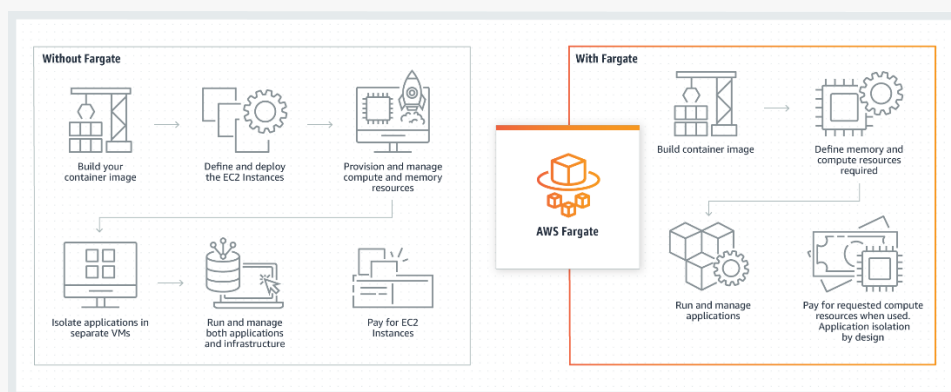 Without Fargate
Build your
container image
Define and deploy
the EC2 Instances
Provision and manage
compute and memory
resources
Isolate applications in
separate VMs
Run and manage
both applications
and infrastructure
Pay for EC2
Instances
AWS Fargate
With Fargate
Build container image
Define memory and
compute resources
required
Run and manage
applications
Pay for requested compute
resources when used.
Application isolation
by design